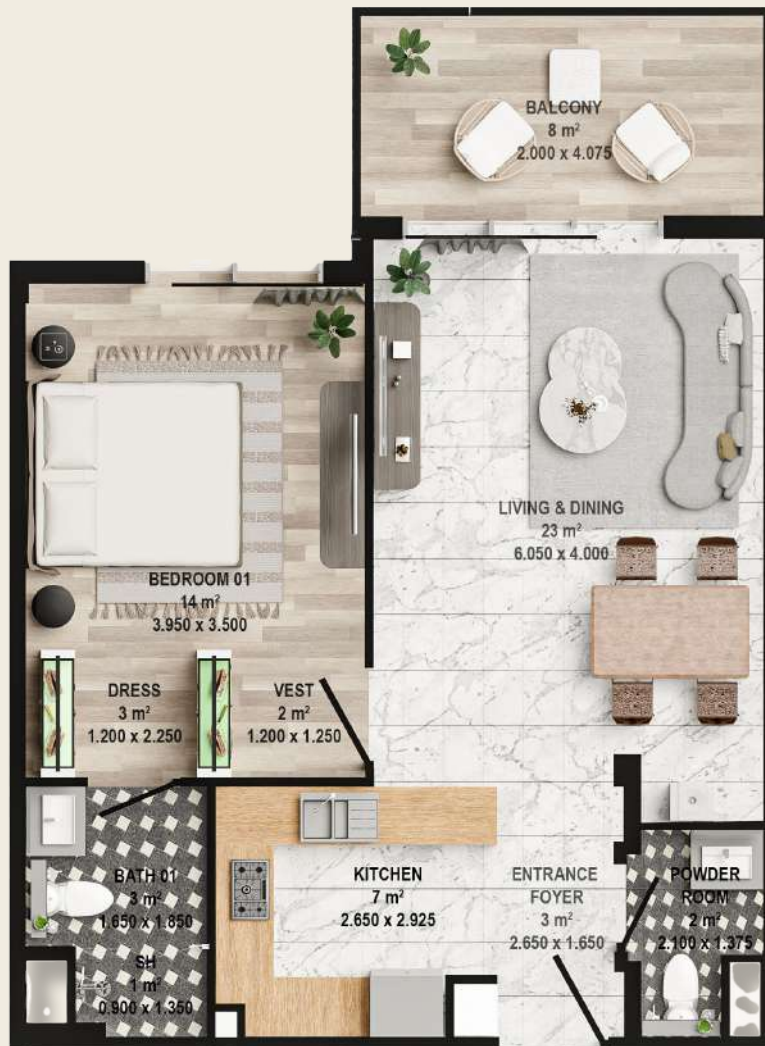 BALCONY
8 m²
2.000 x 4.075
LIVING & DINING
23 m²
6.050 x 4.000
BEDROOM 01
14 m²
3.950 x 3.500
DRESS
3 m²
1.200 x 2.250
VEST
2 m²
1.200 x 1.250
BATH 01
3 m²
1.650 x 1.850
SH
1 m²
0.900 x 1.350
KITCHEN
7 m²
2.650 x 2.925
ENTRANCE
FOYER
3 m²
2.650 x 1.650
POWDER
ROOM
2 m²
2.100 x 1.375